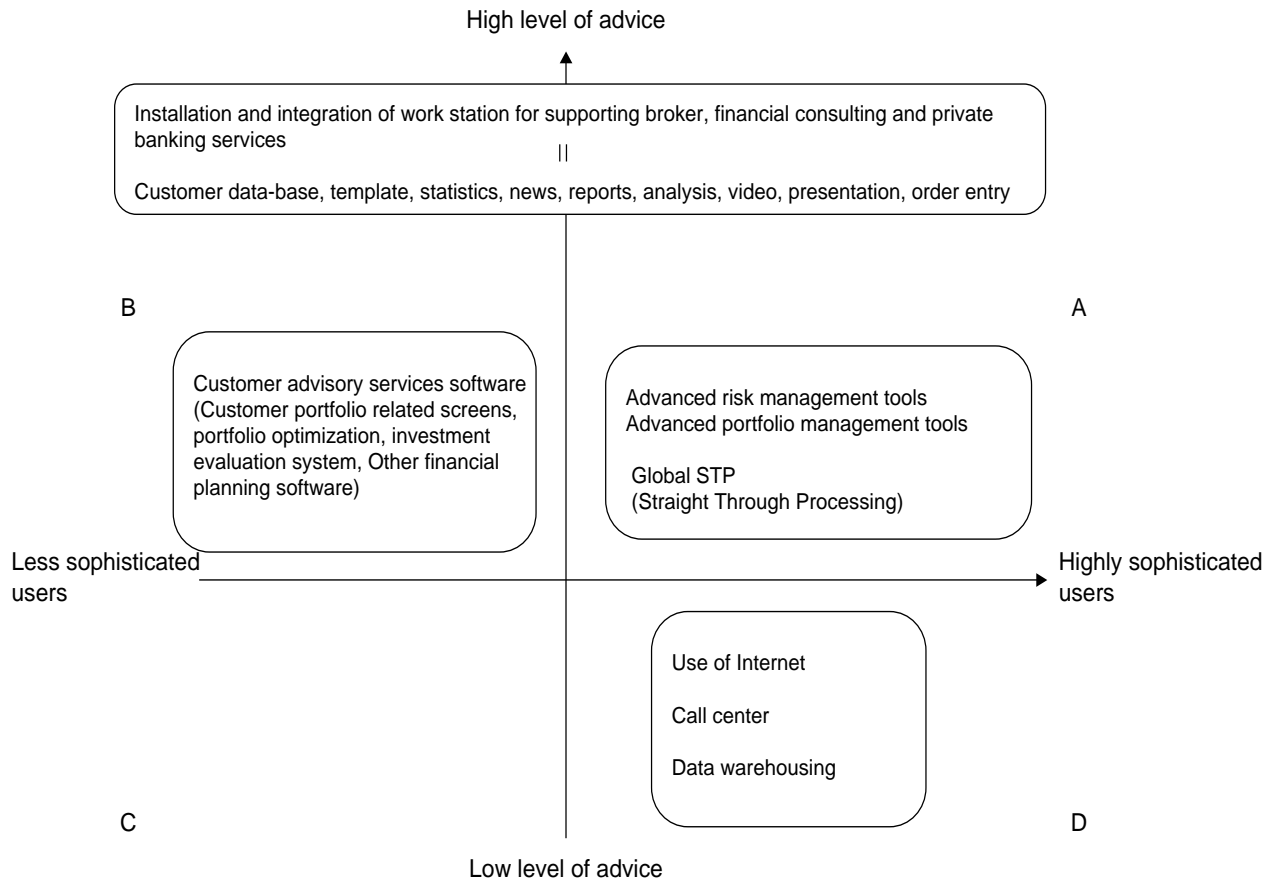 High level of advice
Installation and integration of work station for supporting broker, financial consulting and private
banking services
||
Customer data-base, template, statistics, news, reports, analysis, video, presentation, order entry
B
A
Customer advisory services software
(Customer portfolio related screens,
portfolio optimization, investment
evaluation system, Other financial
planning software)
Advanced risk management tools
Advanced portfolio management tools
Global STP
(Straight Through Processing)
Less sophisticated
users
Highly sophisticated
users
Use of Internet
Call center
Data warehousing
C
D
Low level of advice